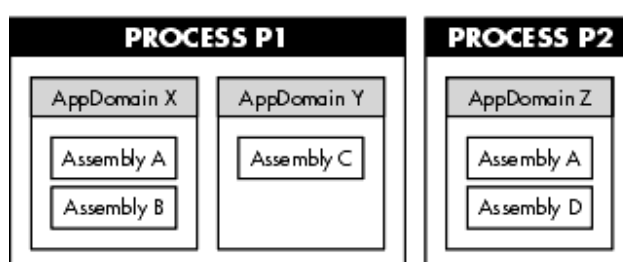 PROCESS P1
AppDomain X
Assembly A
Assembly B
AppDomain Y
Assembly C
PROCESS P2
AppDomain Z
Assembly A
Assembly D